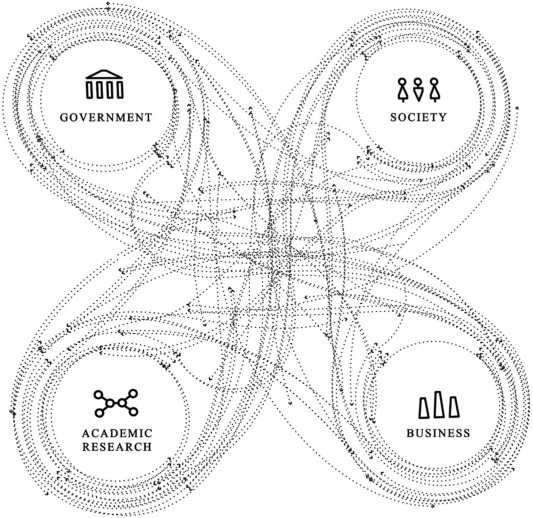 GOVERNMENT
SOCIETY
ACADEMIC
RESEARCH
BUSINESS